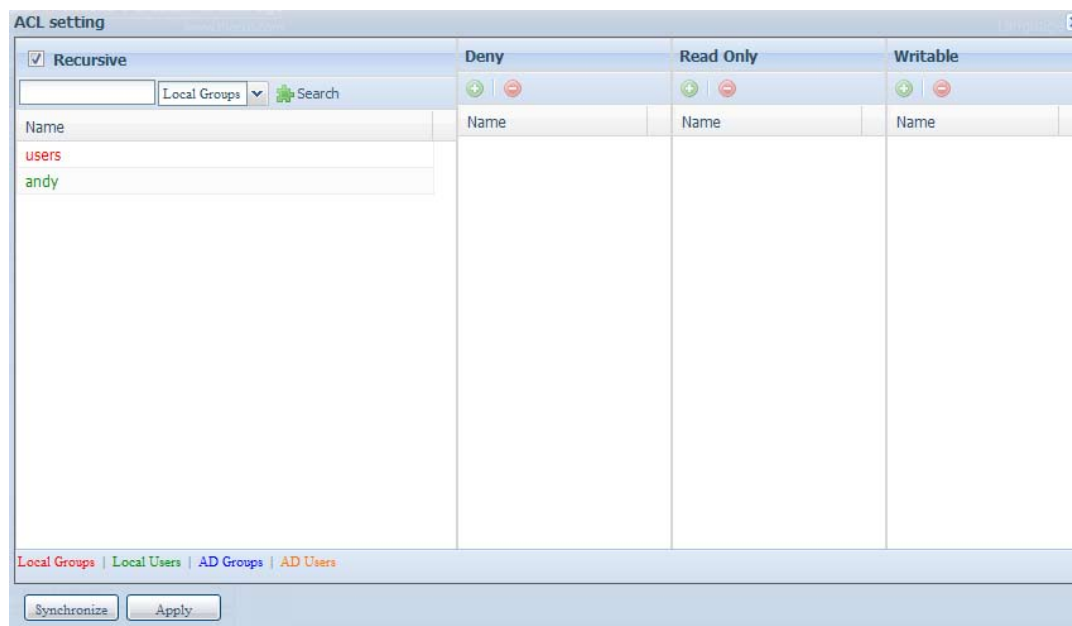 ACL setting
Recursive
Deny
Read Only
Writable
Local Groups
Search
Name
Name
Name
Name
users
andy
Local Groups | Local Users | AD Groups | AD Users
Synchronize
Apply